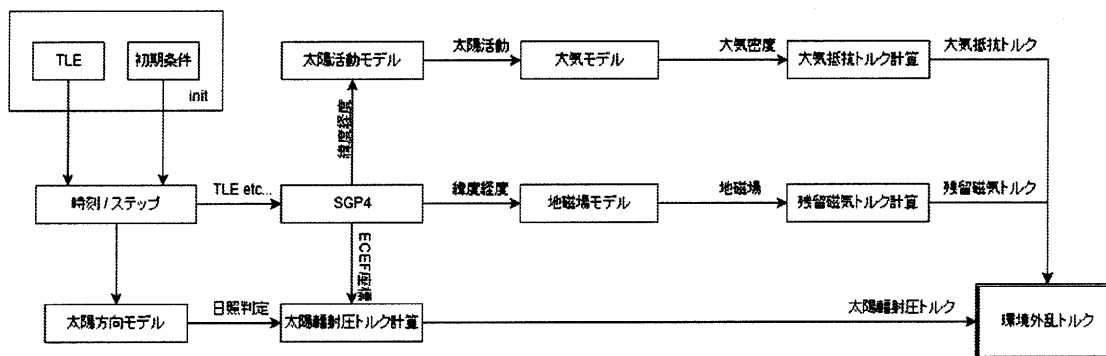 TLE
初期条件
init
太陽活動モデル
太陽活動
大気モデル
大気密度
大気抵抗トルク計算
大気抵抗トルク
緯度経度
時刻 / ステップ
TLE etc...
SGP4
緯度経度
地磁場モデル
地磁場
残留磁気トルク計算
残留磁気トルク
ECEF座標
太陽方向モデル
日照判定
太陽輻射圧トルク計算
太陽輻射圧トルク
環境外乱トルク